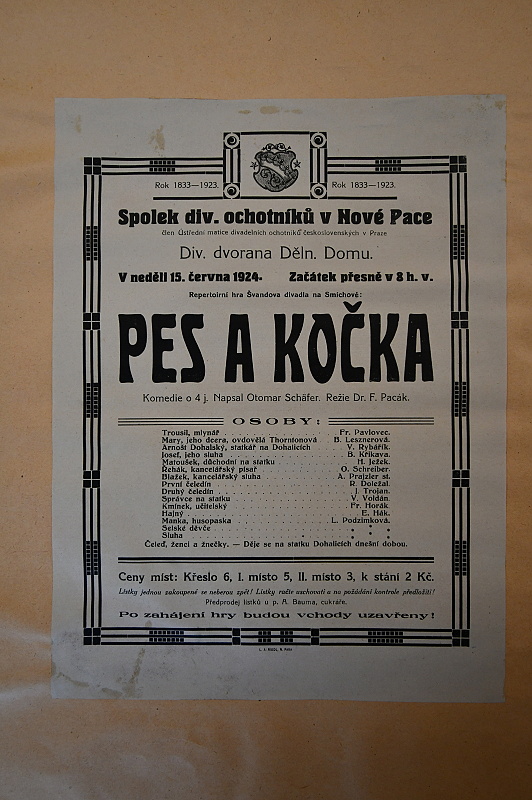 Rok 1833—1923. Rok 1833—1923.
Spolek div. ochotníků v Nové Pace
člen Ústřední matice divadelních ochotníků československých v Praze
Div. dvorana Děln. Domu.
V neděli 15. června 1924. Začátek přesně v 8 h. v.
Repertoirní hra Švandova divadla na Smíchově:
PES A KOČKA
Komedie o 4 j. Napsal Otomar Schäfer. Režie Dr. F. Pacák.
OSOBY:
Trousil, mlynář . . . Fr. Pavlovec.
Mary, jeho dcera, ovdovělá Thorntonová . B. Lesznerová.
Arnošt Dohalský, statkář na Dohalicích . V. Rybářík.
Josef, jeho sluha . . . B. Křikava.
Matoušek, důchodní na statku . . . H. Ježek.
Řehák, kancelářský písař . . . O. Schreiber.
Blažek, kancelářský sluha . . . A. Prajzler st.
První čeledín . . . R. Doležal.
Druhý čeledín . . . J. Trojan.
Správce na statku . . . V. Voldán.
Kmínek, učitelský . . . Fr. Horák.
Hajný . . . E. Hák.
Manka, husopaska . . . L. Podzimková.
Selské děvče . . . * * *
Sluha . . . * * *
Čeleď, ženci a žnečky. — Děje se na statku Dohalicích dnešní dobou.
Ceny míst: Křeslo 6, I. místo 5, II. místo 3, k stání 2 Kč.
Lístky jednou zakoupené se neberou zpět! Lístky račte uschovati a na požádání kontrole předložiti!
Předprodej lístků u p. A. Bauma, cukráře.
Po zahájení hry budou vchody uzavřeny!